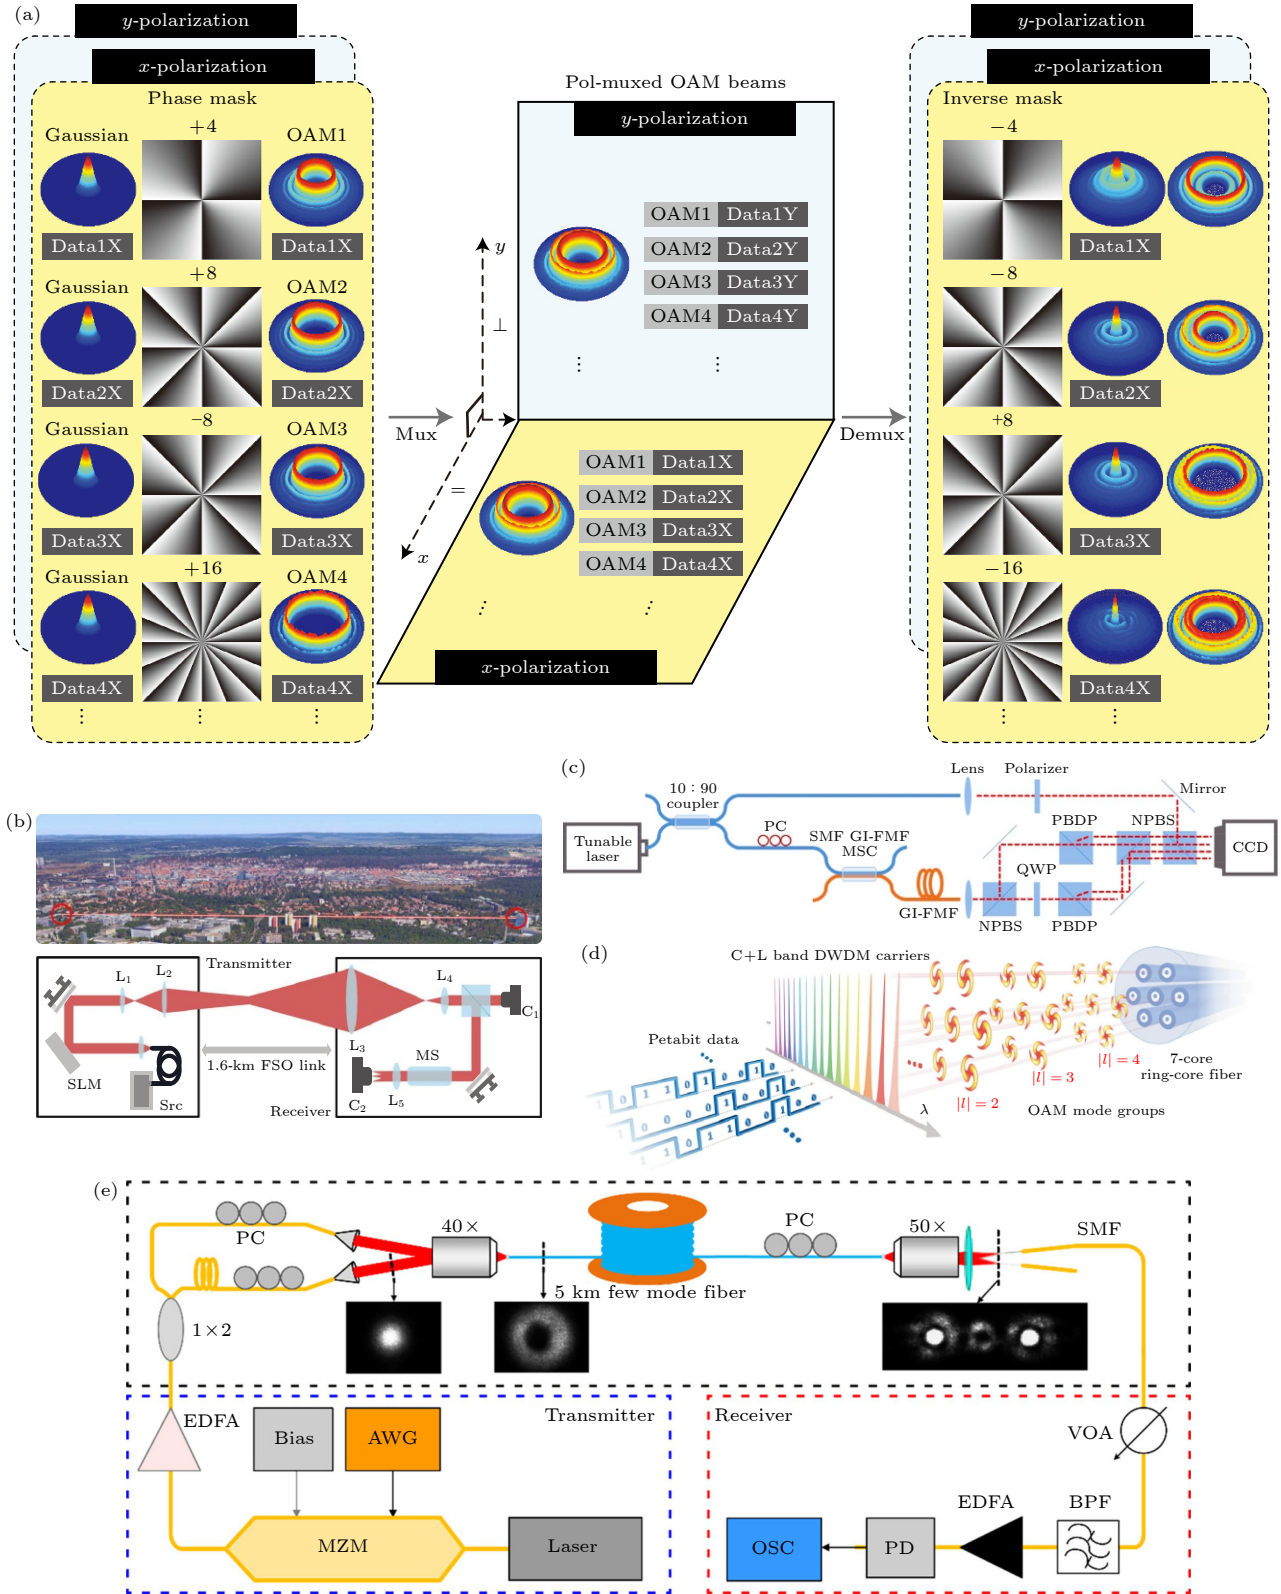 (a)
y-polarization
x-polarization
Phase mask
Gaussian
+4
OAM1
Data1X
Data1X
Gaussian
+8
OAM2
Data2X
Data2X
Gaussian
−8
OAM3
Data3X
Data3X
Gaussian
+16
OAM4
Data4X
Data4X
⋮ ⋮ ⋮
Mux
Pol-muxed OAM beams
y-polarization
OAM1 Data1Y
OAM2 Data2Y
OAM3 Data3Y
OAM4 Data4Y
⋮ ⋮
y
⊥
=
x
OAM1 Data1X
OAM2 Data2X
OAM3 Data3X
OAM4 Data4X
⋮ ⋮
x-polarization
Demux
y-polarization
x-polarization
Inverse mask
−4
Data1X
−8
Data2X
+8
Data3X
−16
Data4X
⋮ ⋮
(b)
Transmitter
L1
L2
SLM
Src
1.6-km FSO link
L3
L4
C1
MS
C2
L5
Receiver
(c)
Tunable
laser
10 : 90
coupler
PC
SMF GI-FMF
MSC
GI-FMF
Lens
Polarizer
Mirror
PBDP
NPBS
QWP
NPBS
PBDP
CCD
(d)
C+L band DWDM carriers
Petabit data
λ
|l| = 2
|l| = 3
|l| = 4
7-core
ring-core fiber
OAM mode groups
(e)
PC
40×
PC
50×
SMF
5 km few mode fiber
1×2
EDFA
Bias
AWG
Transmitter
MZM
Laser
Receiver
VOA
OSC
PD
EDFA
BPF